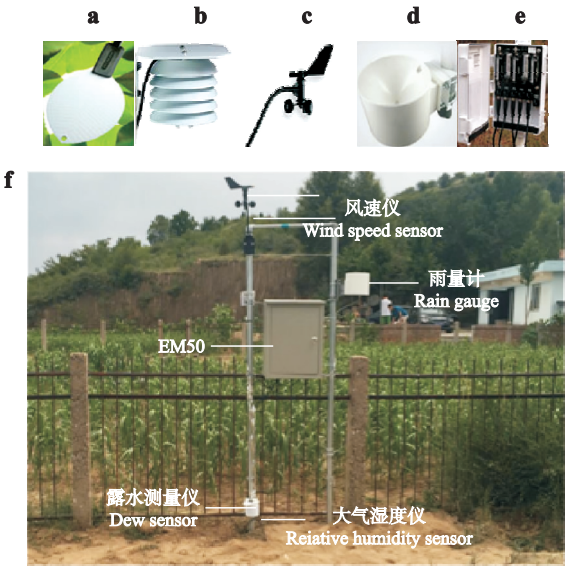 a
b
c
d
e
f
风速仪
Wind speed sensor
雨量计
Rain gauge
EM50
露水测量仪
Dew sensor
大气湿度仪
Reiative humidity sensor